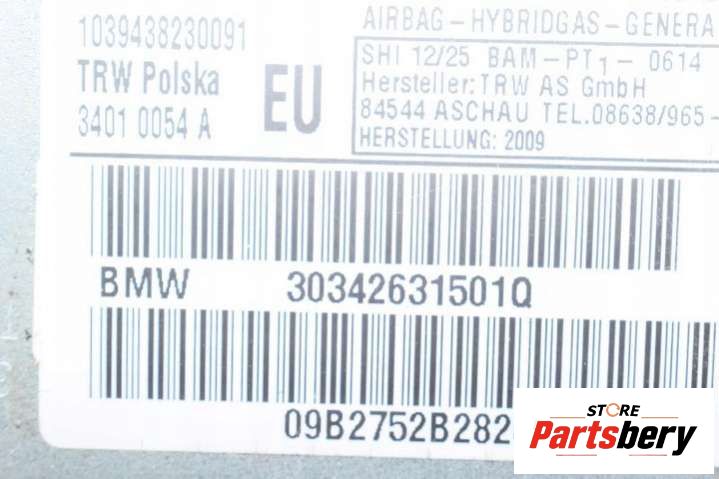 1039438230091
TRW Polska
3401 0054 A
EU
AIRBAG-HYBRIDGAS-GENERA
SHI 12/25 BAM-PT1- 0614
Hersteller:TRW AS GmbH
84544 ASCHAU TEL.08638/965-
HERSTELLUNG: 2009
BMW 30342631501Q
09B2752B282
STORE
Partsbery